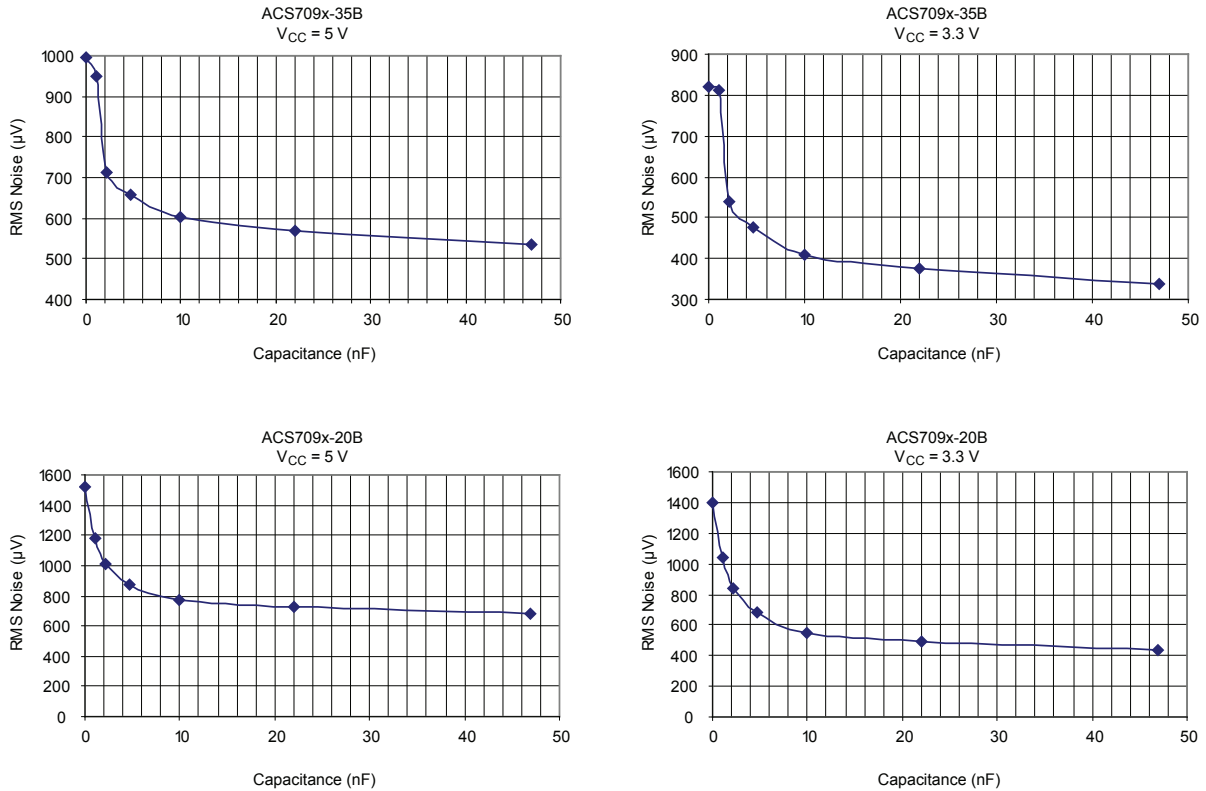 ACS709x-35B
VCC = 5 V
1000
900
800
700
600
500
400
RMS Noise (µV)
0 10 20 30 40 50
Capacitance (nF)
ACS709x-35B
VCC = 3.3 V
900
800
700
600
500
400
300
RMS Noise (µV)
0 10 20 30 40 50
Capacitance (nF)
ACS709x-20B
VCC = 5 V
1600
1400
1200
1000
800
600
400
200
0
RMS Noise (µV)
0 10 20 30 40 50
Capacitance (nF)
ACS709x-20B
VCC = 3.3 V
1600
1400
1200
1000
800
600
400
200
0
RMS Noise (µV)
0 10 20 30 40 50
Capacitance (nF)